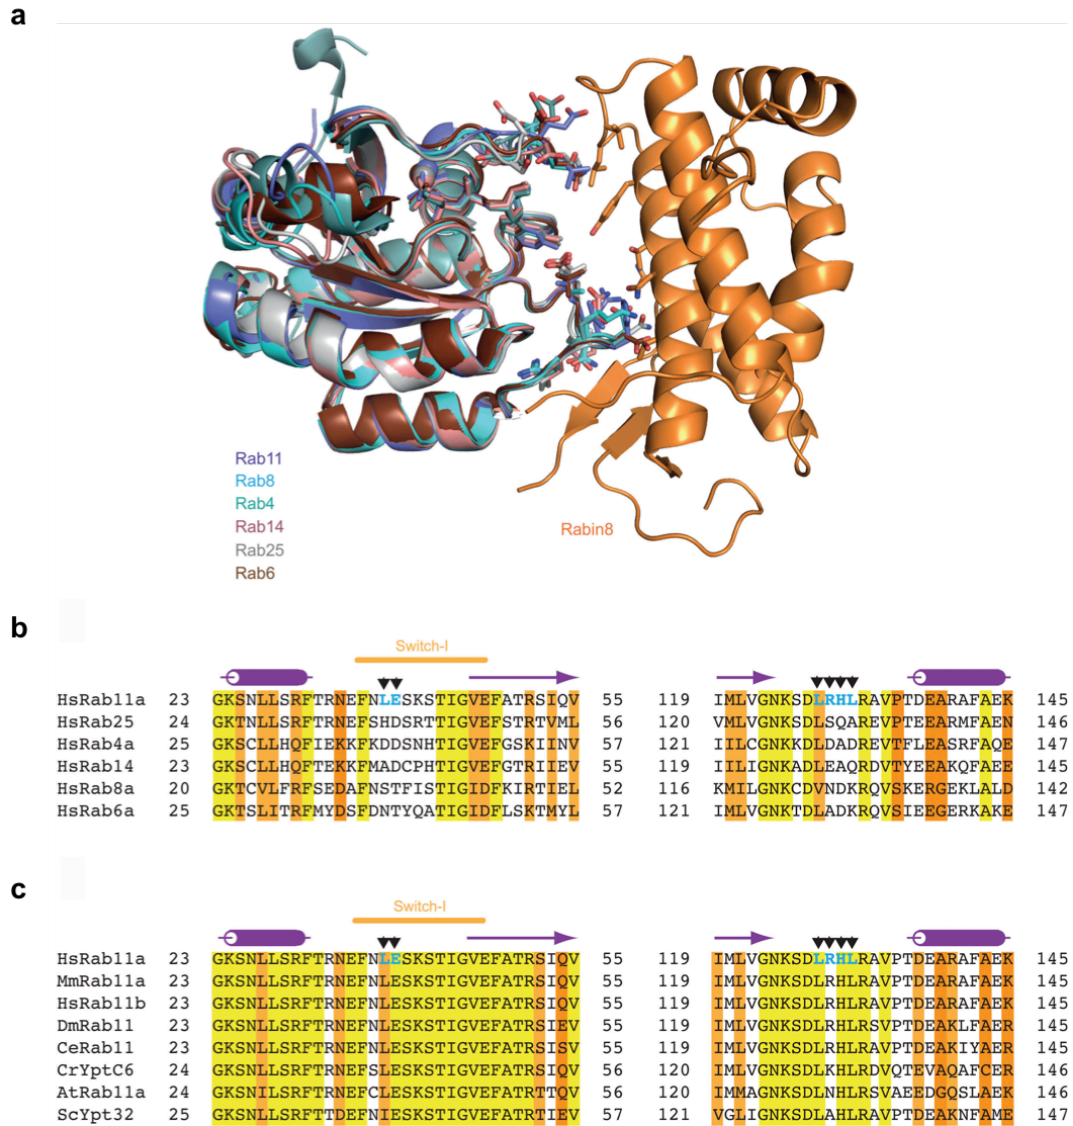 a
Rab11
Rab8
Rab4
Rab14
Rab25
Rab6
Rabin8
b
Switch-I
HsRab11a 23 GKSNLLSRFTRNEFNLESKSTIGVEFATRSIQV 55 119 IMLVGNKSDLRHLRAVPTDEARAFAEK 145
HsRab25 24 GKTNLLSRFTRNEFSHDSRTTIGVEFSTRTVML 56 120 VMLVGNKSDLSQAREVPTEEARMFAEN 146
HsRab4a 25 GKSCLLHQFIEKKFKDDSNHTIGVEFGSKIINV 57 121 IILCGNKKDLDADREVTFLEASRFAQE 147
HsRab14 23 GKSCLLHQFTEKKFMADCPHTIGVEFGTRIIEV 55 119 IILIGNKADLEAQRDVTYEEAKQFAEE 145
HsRab8a 20 GKTCVLFRFSEDAFNSTFISTIGIDFKIRTIEL 52 116 KMILGNKCDVNDKRQVSKERGEKLALD 142
HsRab6a 25 GKTSLITRFMYDSFDNTYQATIGIDFLSKTMYL 57 121 IMLVGNKTDLADKRQVSIEEGERKAKE 147
c
Switch-I
HsRab11a 23 GKSNLLSRFTRNEFNLESKSTIGVEFATRSIQV 55 119 IMLVGNKSDLRHLRAVPTDEARAFAEK 145
MmRab11a 23 GKSNLLSRFTRNEFNLESKSTIGVEFATRSIQV 55 119 IMLVGNKSDLRHLRAVPTDEARAFAEK 145
HsRab11b 23 GKSNLLSRFTRNEFNLESKSTIGVEFATRSIQV 55 119 IMLVGNKSDLRHLRAVPTDEARAFAEK 145
DmRab11 23 GKSNLLSRFTRNEFNLESKSTIGVEFATRSIEV 55 119 IMLVGNKSDLRHLRSVPTDEAKLFAER 145
CeRab11 23 GKSNLLSRFTRNEFNLESKSTIGVEFATRSISV 55 119 IMLVGNKSDLRHLRAVPTDEAKIYAER 145
CrYptC6 24 GKSNLLSRFTRNEFCLESKSTIGVEFATRSIQV 56 120 IMLVGNKSDLKHLRDVQTEVAQAFCER 146
AtRab11a 24 GKSNLLSRFTRNEFCLESKSTIGVEFATRTTQV 56 120 IMMAGNKSDLNHLRSVAEEDGQSLAEK 146
ScYpt32 25 GKSNLLSRFTTDEFNIESKSTIGVEFATRTIEV 57 121 VGLIGNKSDLAHLRAVPTDEAKNFAME 147